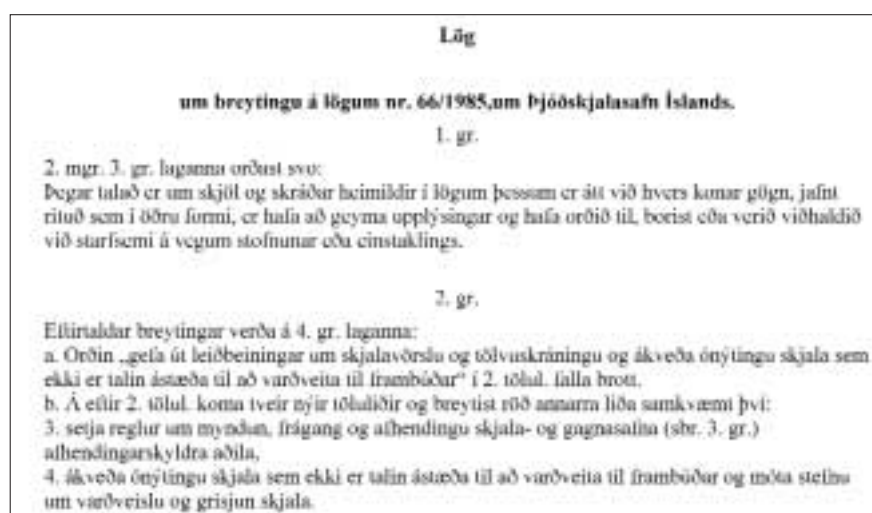 Lög
um breytingu á lögum nr. 66/1985,um Þjóðskjalasafn Íslands.
1. gr.
2. mgr. 3. gr. laganna orðast svo:
Þegar talað er um skjöl og skráðar heimildir í lögum þessum er átt við hvers konar gögn, jafnt
rituð sem í öðru formi, er hafa að geyma upplýsingar og hafa orðið til, borist eða verið viðhaldið
við starfsemi á vegum stofnunar eða einstaklings.
2. gr.
Eftirtaldar breytingar verða á 4. gr. laganna:
a. Orðin „gefa út leiðbeiningar um skjalavörslu og tölvuskráningu og ákveða ónýtingu skjala sem
ekki er talin ástæða til að varðveita til frambúðar“ í 2. tölul. falla brott.
b. Á eftir 2. tölul. koma tveir nýir töluliðir og breytist röð annarra liða samkvæmt því:
3. setja reglur um myndun, frágang og afhendingu skjala- og gagnasafna (sbr. 3. gr.)
afhendingarskyldra aðila,
4. ákveða ónýtingu skjala sem ekki er talin ástæða til að varðveita til frambúðar og móta stefnu
um varðveislu og grisjun skjala.